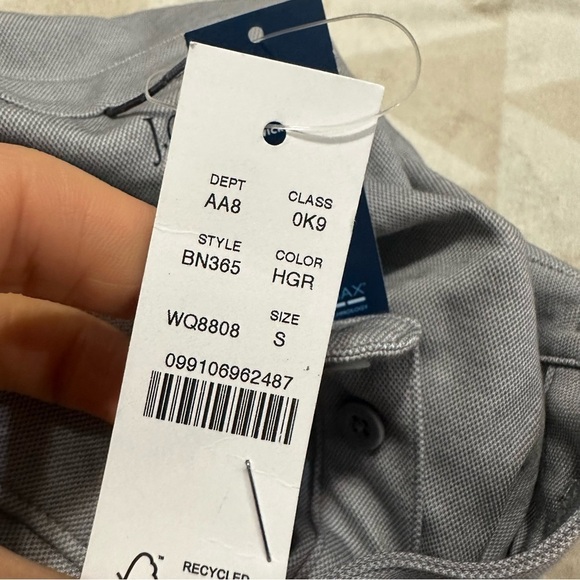 DEPT CLASS
AA8 0K9
STYLE COLOR
BN365 HGR
WQ8808 SIZE
S
099106962487
RECYCLED